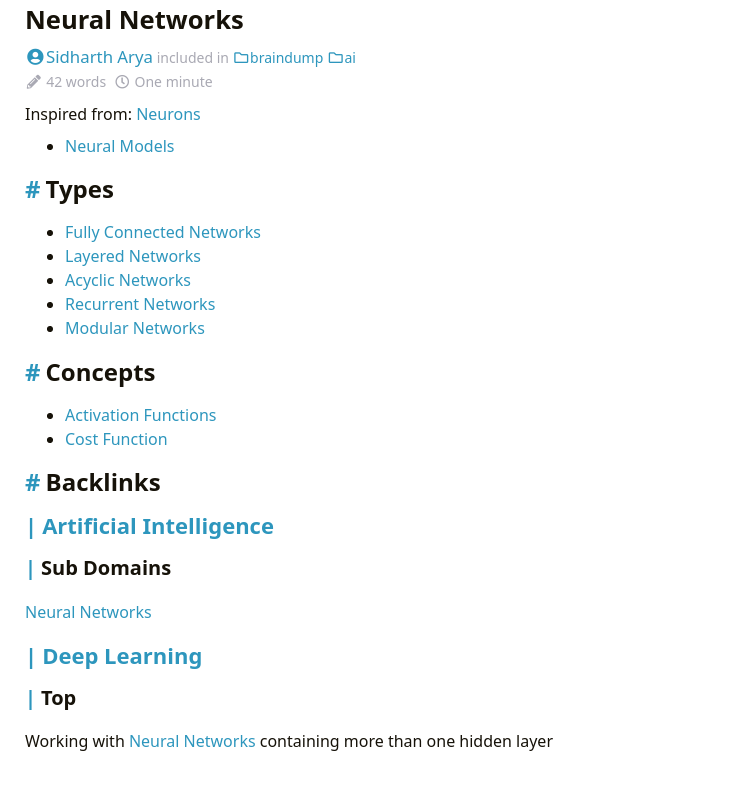 Neural Networks
Sidharth Arya included in braindump ai
42 words One minute
Inspired from: Neurons
Neural Models
# Types
Fully Connected Networks
Layered Networks
Acyclic Networks
Recurrent Networks
Modular Networks
# Concepts
Activation Functions
Cost Function
# Backlinks
| Artificial Intelligence
| Sub Domains
Neural Networks
| Deep Learning
| Top
Working with Neural Networks containing more than one hidden layer